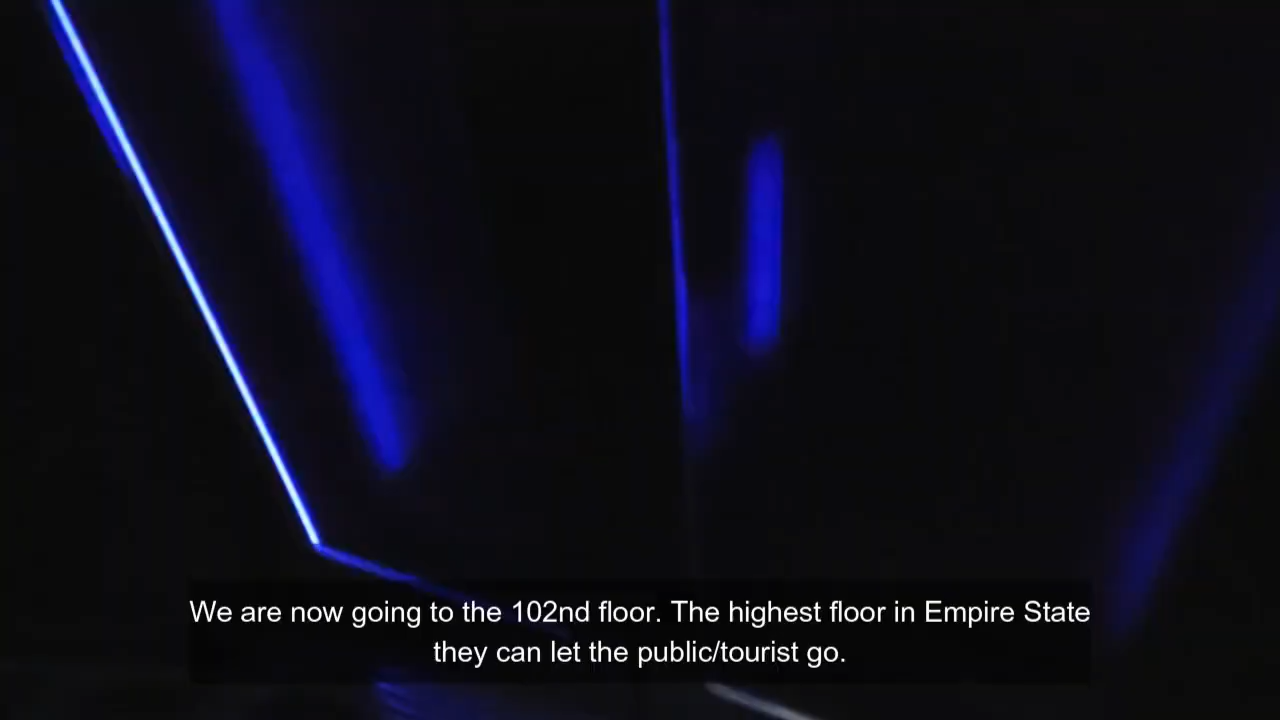 We are now going to the 102nd floor. The highest floor in Empire State
they can let the public/tourist go.